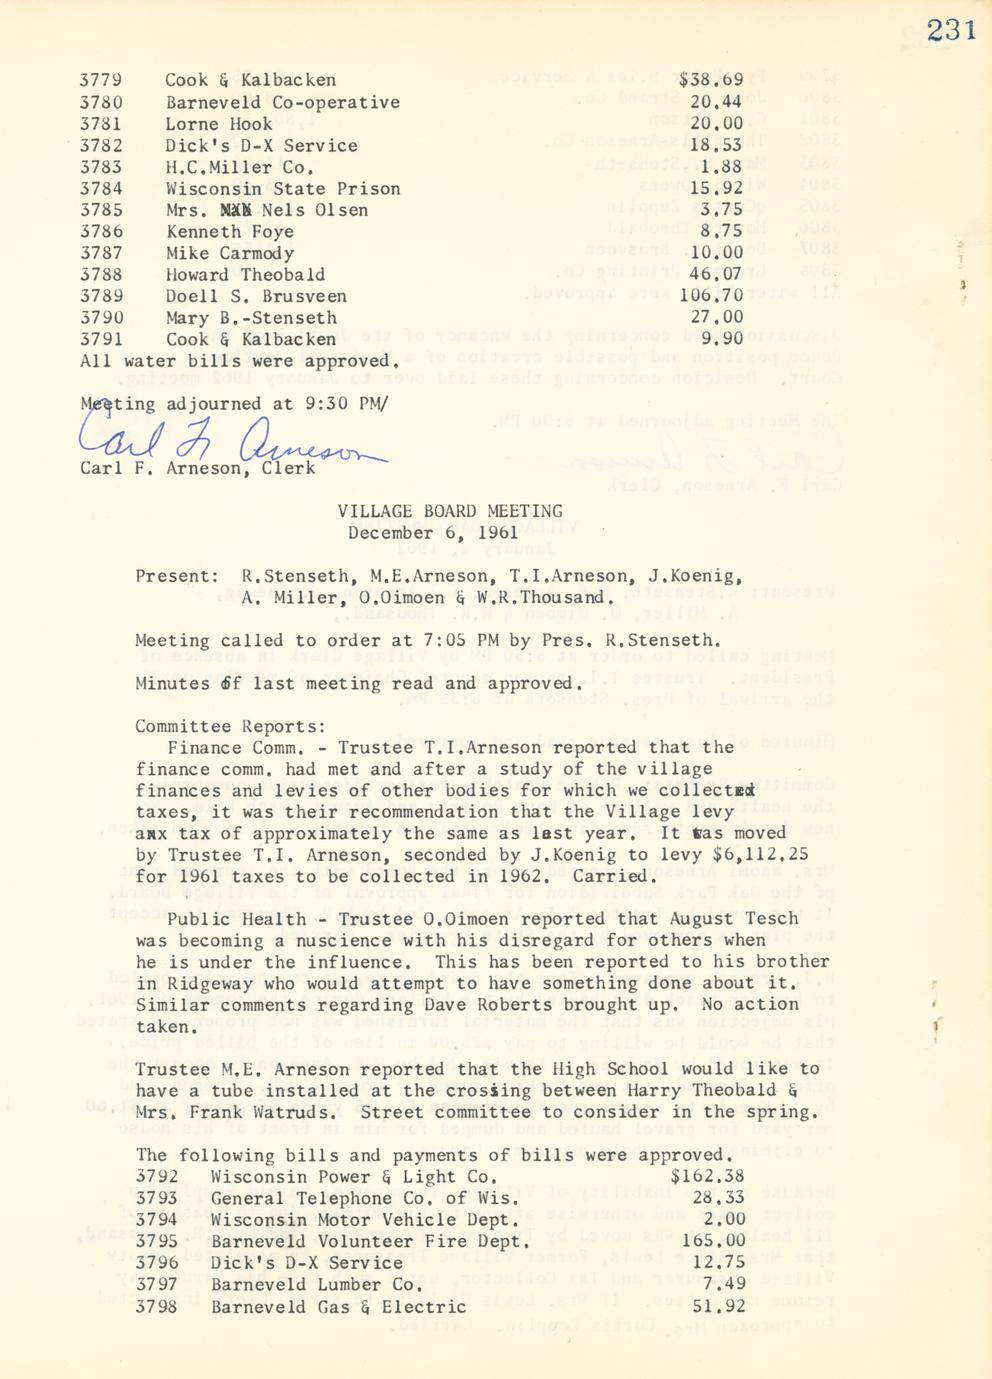 231
3779 Cook & Kalbacken $38.69
3780 Barneveld Co-operative 20.44
3781 Lorne Hook 20.00
3782 Dick's D-X Service 18.53
3783 H.C.Miller Co. 1.88
3784 Wisconsin State Prison 15.92
3785 Mrs. Nels Olsen 3.75
3786 Kenneth Foye 8.75
3787 Mike Carmody 10.00
3788 Howard Theobald 46.07
3789 Doell S. Brusveen 106.70
3790 Mary B.-Stenseth 27.00
3791 Cook & Kalbacken 9.90
All water bills were approved.
Meeting adjourned at 9:30 PM/
Carl F. Arneson
Carl F. Arneson, Clerk
VILLAGE BOARD MEETING
December 6, 1961
Present: R.Stenseth, M.E.Arneson, T.I.Arneson, J.Koenig,
A. Miller, O.Oimoen & W.R.Thousand.
Meeting called to order at 7:05 PM by Pres. R.Stenseth.
Minutes of last meeting read and approved.
Committee Reports:
Finance Comm. - Trustee T.I.Arneson reported that the
finance comm. had met and after a study of the village
finances and levies of other bodies for which we collected
taxes, it was their recommendation that the Village levy
a tax of approximately the same as last year. It was moved
by Trustee T.I. Arneson, seconded by J.Koenig to levy $6,112.25
for 1961 taxes to be collected in 1962. Carried.
Public Health - Trustee O.Oimoen reported that August Tesch
was becoming a nuscience with his disregard for others when
he is under the influence. This has been reported to his brother
in Ridgeway who would attempt to have something done about it.
Similar comments regarding Dave Roberts brought up. No action
taken.
Trustee M.E. Arneson reported that the High School would like to
have a tube installed at the crossing between Harry Theobald &
Mrs. Frank Watruds. Street committee to consider in the spring.
The following bills and payments of bills were approved.
3792 Wisconsin Power & Light Co. $162.38
3793 General Telephone Co. of Wis. 28.33
3794 Wisconsin Motor Vehicle Dept. 2.00
3795 Barneveld Volunteer Fire Dept. 165.00
3796 Dick's D-X Service 12.75
3797 Barneveld Lumber Co. 7.49
3798 Barneveld Gas & Electric 51.92